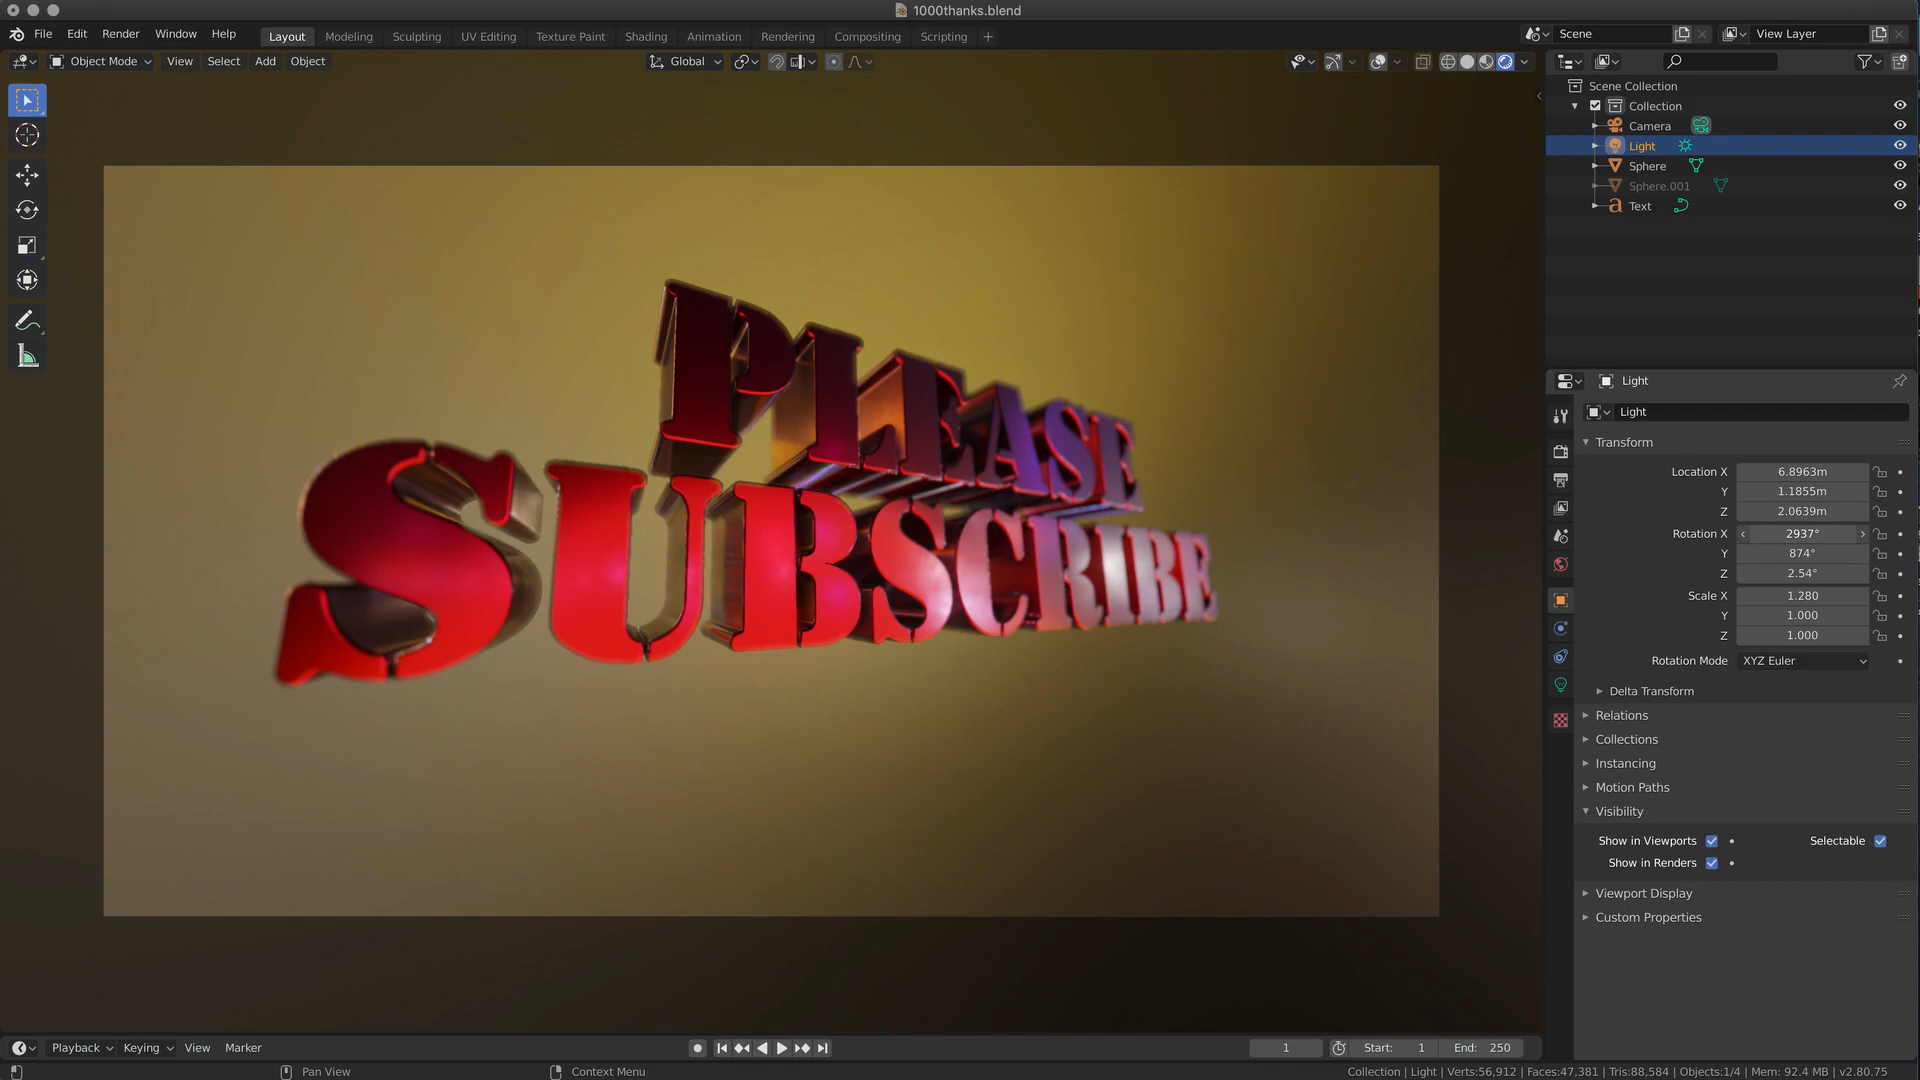 1000thanks.blend
File Edit Render Window Help Layout Modeling Sculpting UV Editing Texture Paint Shading Animation Rendering Compositing Scripting + Scene View Layer
Object Mode View Select Add Object Global
Scene Collection
Collection
Camera
Light
Sphere
Sphere.001
Text
PLEASE
SUBSCRIBE
Light
Light
Transform
Location X 6.8963m
Y 1.1855m
Z 2.0639m
Rotation X 2937°
Y 874°
Z 2.54°
Scale X 1.280
Y 1.000
Z 1.000
Rotation Mode XYZ Euler
Delta Transform
Relations
Collections
Instancing
Motion Paths
Visibility
Show in Viewports Selectable
Show in Renders
Viewport Display
Custom Properties
Playback Keying View Marker 1 Start: 1 End: 250
Pan View Context Menu Collection | Light | Verts:56,912 | Faces:47,381 | Tris:88,584 | Objects:1/4 | Mem: 92.4 MB | v2.80.75